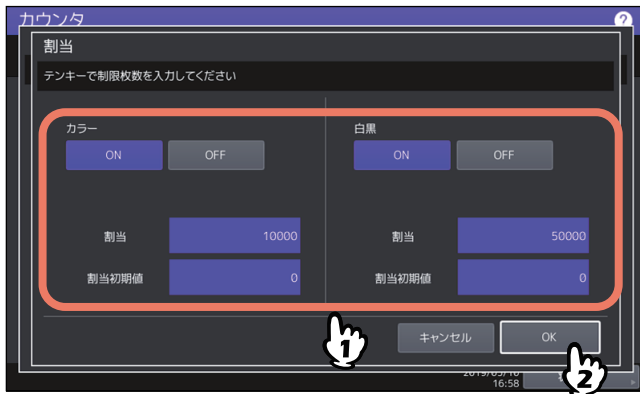 カウンタ
?
割当
テンキーで制限枚数を入力してください
カラー
白黒
ON
OFF
ON
OFF
割当
10000
割当
50000
割当初期値
0
割当初期値
0
キャンセル
OK
1
2
16:58